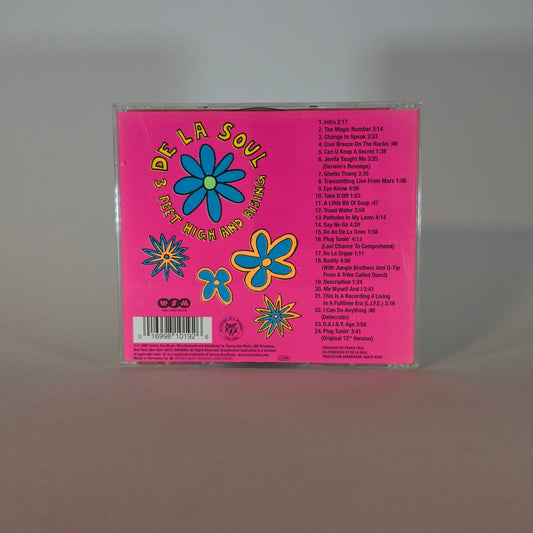 DE LA SOUL
3 FEET HIGH AND RISING
1. Intro 2:17
2. The Magic Number 3:14
3. Change In Speak 2:33
4. Cool Breeze On The Rocks :48
5. Can U Keep A Secret 1:38
6. Jenifa Taught Me 3:25
(Derwin's Revenge)
7. Ghetto Thang 3:35
8. Transmitting Live From Mars 1:06
9. Eye Know 4:06
10. Take It Off 1:53
11. A Little Bit Of Soap :47
12. Tread Water 3:54
13. Potholes In My Lawn 4:14
14. Say No Go 4:20
15. Do As De La Does 1:58
16. Plug Tunin' 4:13
(Last Chance To Comprehend)
17. De La Orgee 1:11
18. Buddy 4:56
(With Jungle Brothers And Q-Tip
From A Tribe Called Quest)
19. Description 1:24
20. Me Myself And I 3:41
21. This Is A Recording 4 Living
In A Fulltime Era (L.I.F.E.) 3:16
22. I Can Do Anything :40
(Delacratic)
23. D.A.I.S.Y. Age 3:58
24. Plug Tunin' 3:41
(Original 12" Version)
PRODUCED BY PRINCE PAUL
CO-PRODUCED BY DE LA SOUL
WSM
0 16998 10192 6